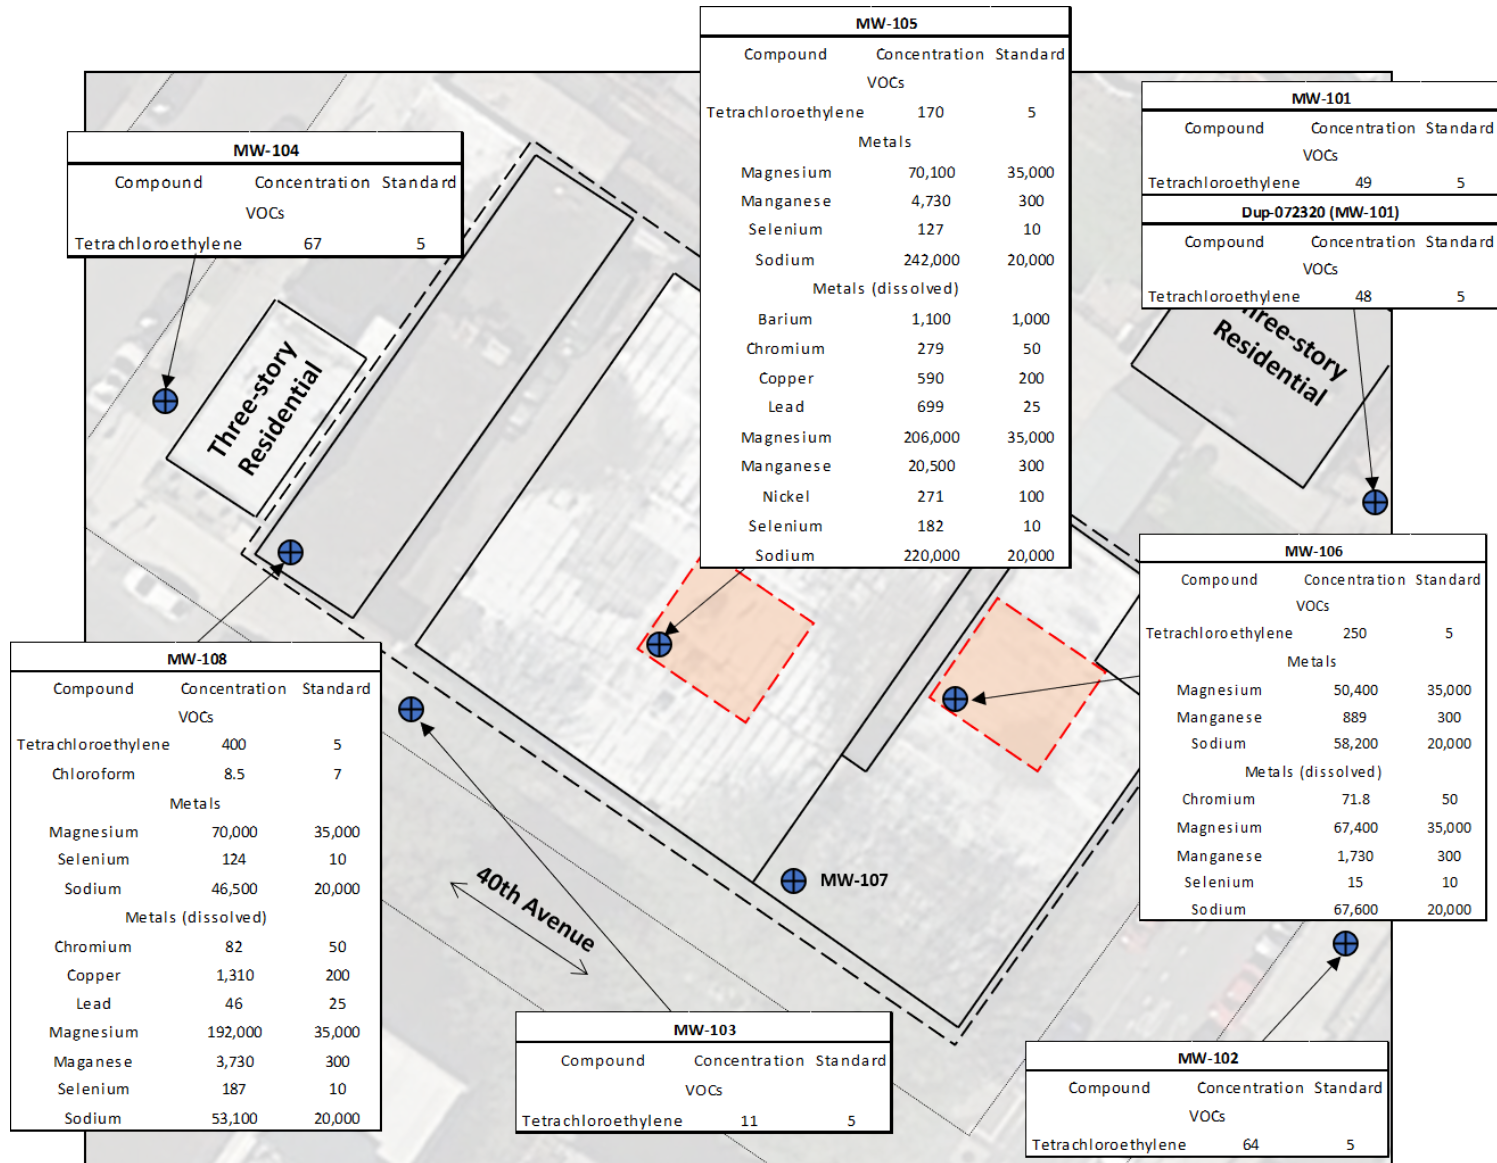 MW-105
Compound Concentration Standard
VOCs
Tetrachloroethylene 170 5
Metals
Magnesium 70,100 35,000
Manganese 4,730 300
Selenium 127 10
Sodium 242,000 20,000
Metals (dissolved)
Barium 1,100 1,000
Chromium 279 50
Copper 590 200
Lead 699 25
Magnesium 206,000 35,000
Manganese 20,500 300
Nickel 271 100
Selenium 182 10
Sodium 220,000 20,000
MW-101
Compound Concentration Standard
VOCs
Tetrachloroethylene 49 5
Dup-072320 (MW-101)
Compound Concentration Standard
VOCs
Tetrachloroethylene 48 5
MW-104
Compound Concentration Standard
VOCs
Tetrachloroethylene 67 5
Three-story
Residential
Three-story
Residential
MW-106
Compound Concentration Standard
VOCs
Tetrachloroethylene 250 5
Metals
Magnesium 50,400 35,000
Manganese 889 300
Sodium 58,200 20,000
Metals (dissolved)
Chromium 71.8 50
Magnesium 67,400 35,000
Manganese 1,730 300
Selenium 15 10
Sodium 67,600 20,000
MW-108
Compound Concentration Standard
VOCs
Tetrachloroethylene 400 5
Chloroform 8.5 7
Metals
Magnesium 70,000 35,000
Selenium 124 10
Sodium 46,500 20,000
Metals (dissolved)
Chromium 82 50
Copper 1,310 200
Lead 46 25
Magnesium 192,000 35,000
Maganese 3,730 300
Selenium 187 10
Sodium 53,100 20,000
MW-107
40th Avenue
MW-103
Compound Concentration Standard
VOCs
Tetrachloroethylene 11 5
MW-102
Compound Concentration Standard
VOCs
Tetrachloroethylene 64 5